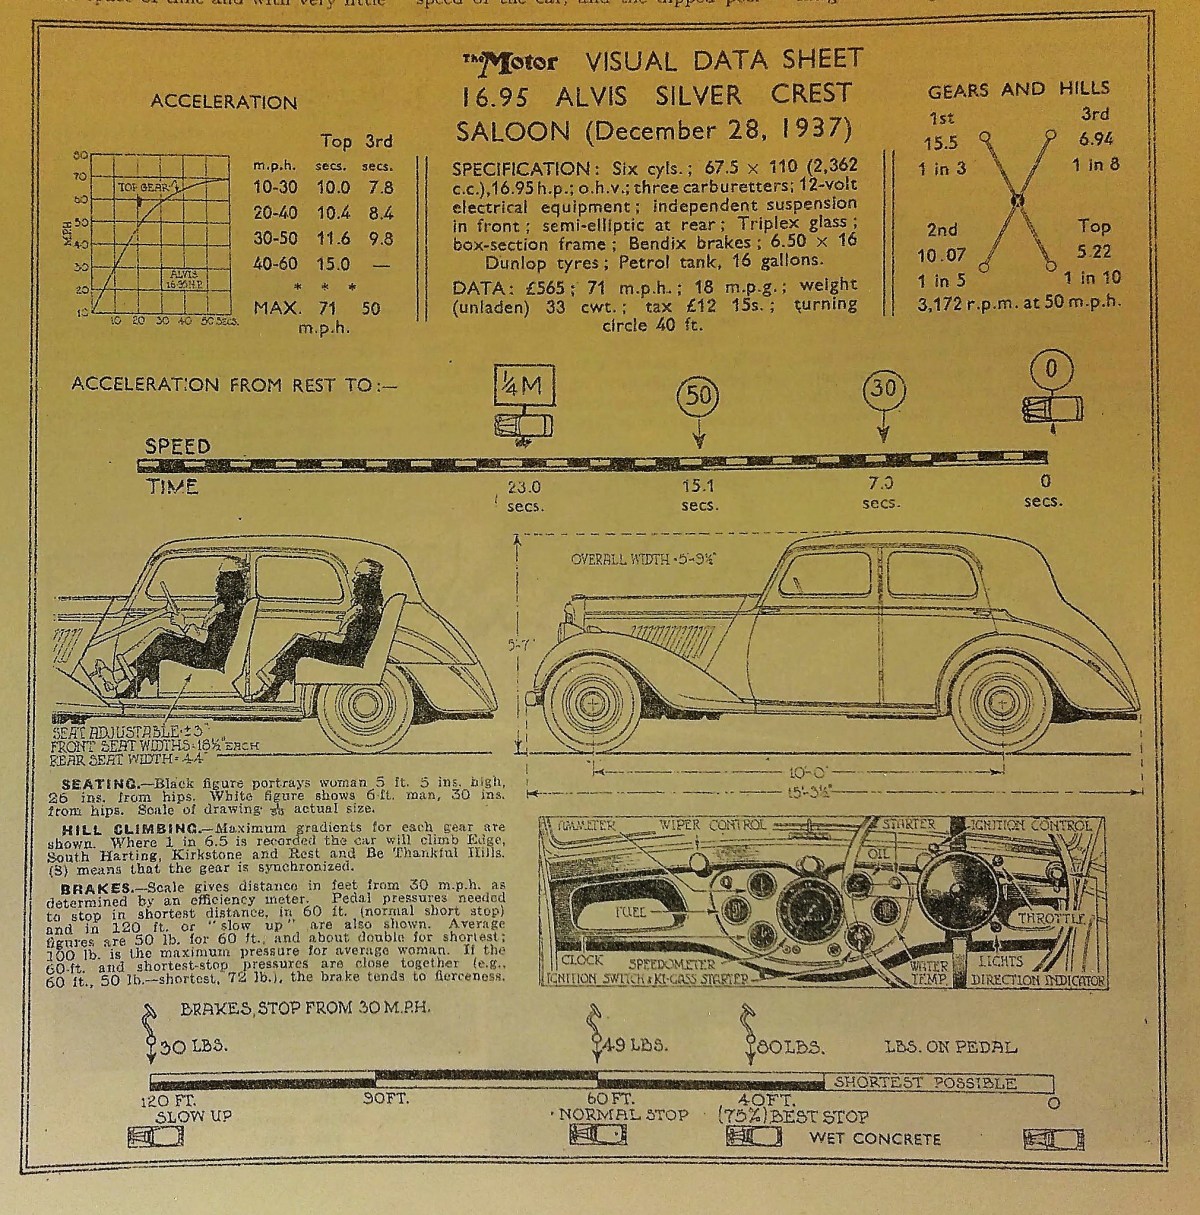 The Motor VISUAL DATA SHEET
16.95 ALVIS SILVER CREST
SALOON (December 28, 1937)
ACCELERATION
Top 3rd
m.p.h. secs. secs.
10-30 10.0 7.8
20-40 10.4 8.4
30-50 11.6 9.8
40-60 15.0 —
* * *
MAX. 71 50
m.p.h.
80
70
60
50
40
30
20
10
MPH
TOP GEAR
ALVIS
16·95 H.P.
10 20 30 40 50 SECS.
SPECIFICATION: Six cyls.; 67.5 × 110 (2,362
c.c.), 16.95 h.p.; o.h.v.; three carburetters; 12-volt
electrical equipment; independent suspension
in front; semi-elliptic at rear; Triplex glass;
box-section frame; Bendix brakes; 6.50 × 16
Dunlop tyres; Petrol tank, 16 gallons.
DATA: £565; 71 m.p.h.; 18 m.p.g.; weight
(unladen) 33 cwt.; tax £12 15s.; turning
circle 40 ft.
GEARS AND HILLS
1st 3rd
15.5 6.94
1 in 3 1 in 8
2nd Top
10.07 5.22
1 in 5 1 in 10
3,172 r.p.m. at 50 m.p.h.
ACCELERATION FROM REST TO:—
¼M 50 30 0
SPEED
TIME
23.0 15.1 7.0 0
secs. secs. secs. secs.
SEAT ADJUSTABLE·±3"
FRONT SEAT WIDTHS·18½" EACH
REAR SEAT WIDTH·44"
OVERALL WIDTH·5'-9½"
5'-7"
10'-0"
15'-3½"
SEATING.—Black figure portrays woman 5 ft. 5 ins. high,
26 ins. from hips. White figure shows 6 ft. man, 30 ins.
from hips. Scale of drawing actual size.
HILL CLIMBING.—Maximum gradients for each gear are
shown. Where 1 in 6.5 is recorded the car will climb Edge,
South Harting, Kirkstone and Rest and Be Thankful Hills.
(S) means that the gear is synchronized.
BRAKES.—Scale gives distance in feet from 30 m.p.h. as
determined by an efficiency meter. Pedal pressures needed
to stop in shortest distance, in 60 ft. (normal short stop)
and in 120 ft. or "slow up" are also shown. Average
figures are 50 lb. for 60 ft., and about double for shortest;
100 lb. is the maximum pressure for average woman. If the
60-ft. and shortest-stop pressures are close together (e.g.,
60 ft., 50 lb.—shortest, 72 lb.), the brake tends to fierceness.
AMMETER WIPER CONTROL STARTER IGNITION CONTROL
OIL
FUEL
THROTTLE
CLOCK
SPEEDOMETER
WATER TEMP.
LIGHTS
IGNITION SWITCH & KI-GASS STARTER
DIRECTION INDICATOR
BRAKES, STOP FROM 30 M.P.H.
30 LBS. 49 LBS. 80 LBS. LBS. ON PEDAL
SHORTEST POSSIBLE
120 FT. 90FT. 60 FT. 40FT. 0
SLOW UP NORMAL STOP (75%) BEST STOP
WET CONCRETE